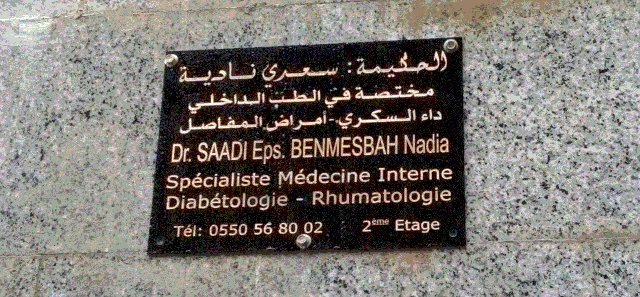 الحكيمة: سعدي نادية
مختصة في الطب الداخلي
داء السكري - أمراض المفاصل
Dr. SAADI Eps. BENMESBAH Nadia
Spécialiste Médecine Interne
Diabétologie - Rhumatologie
Tél: 0550 56 80 02 2ème Etage